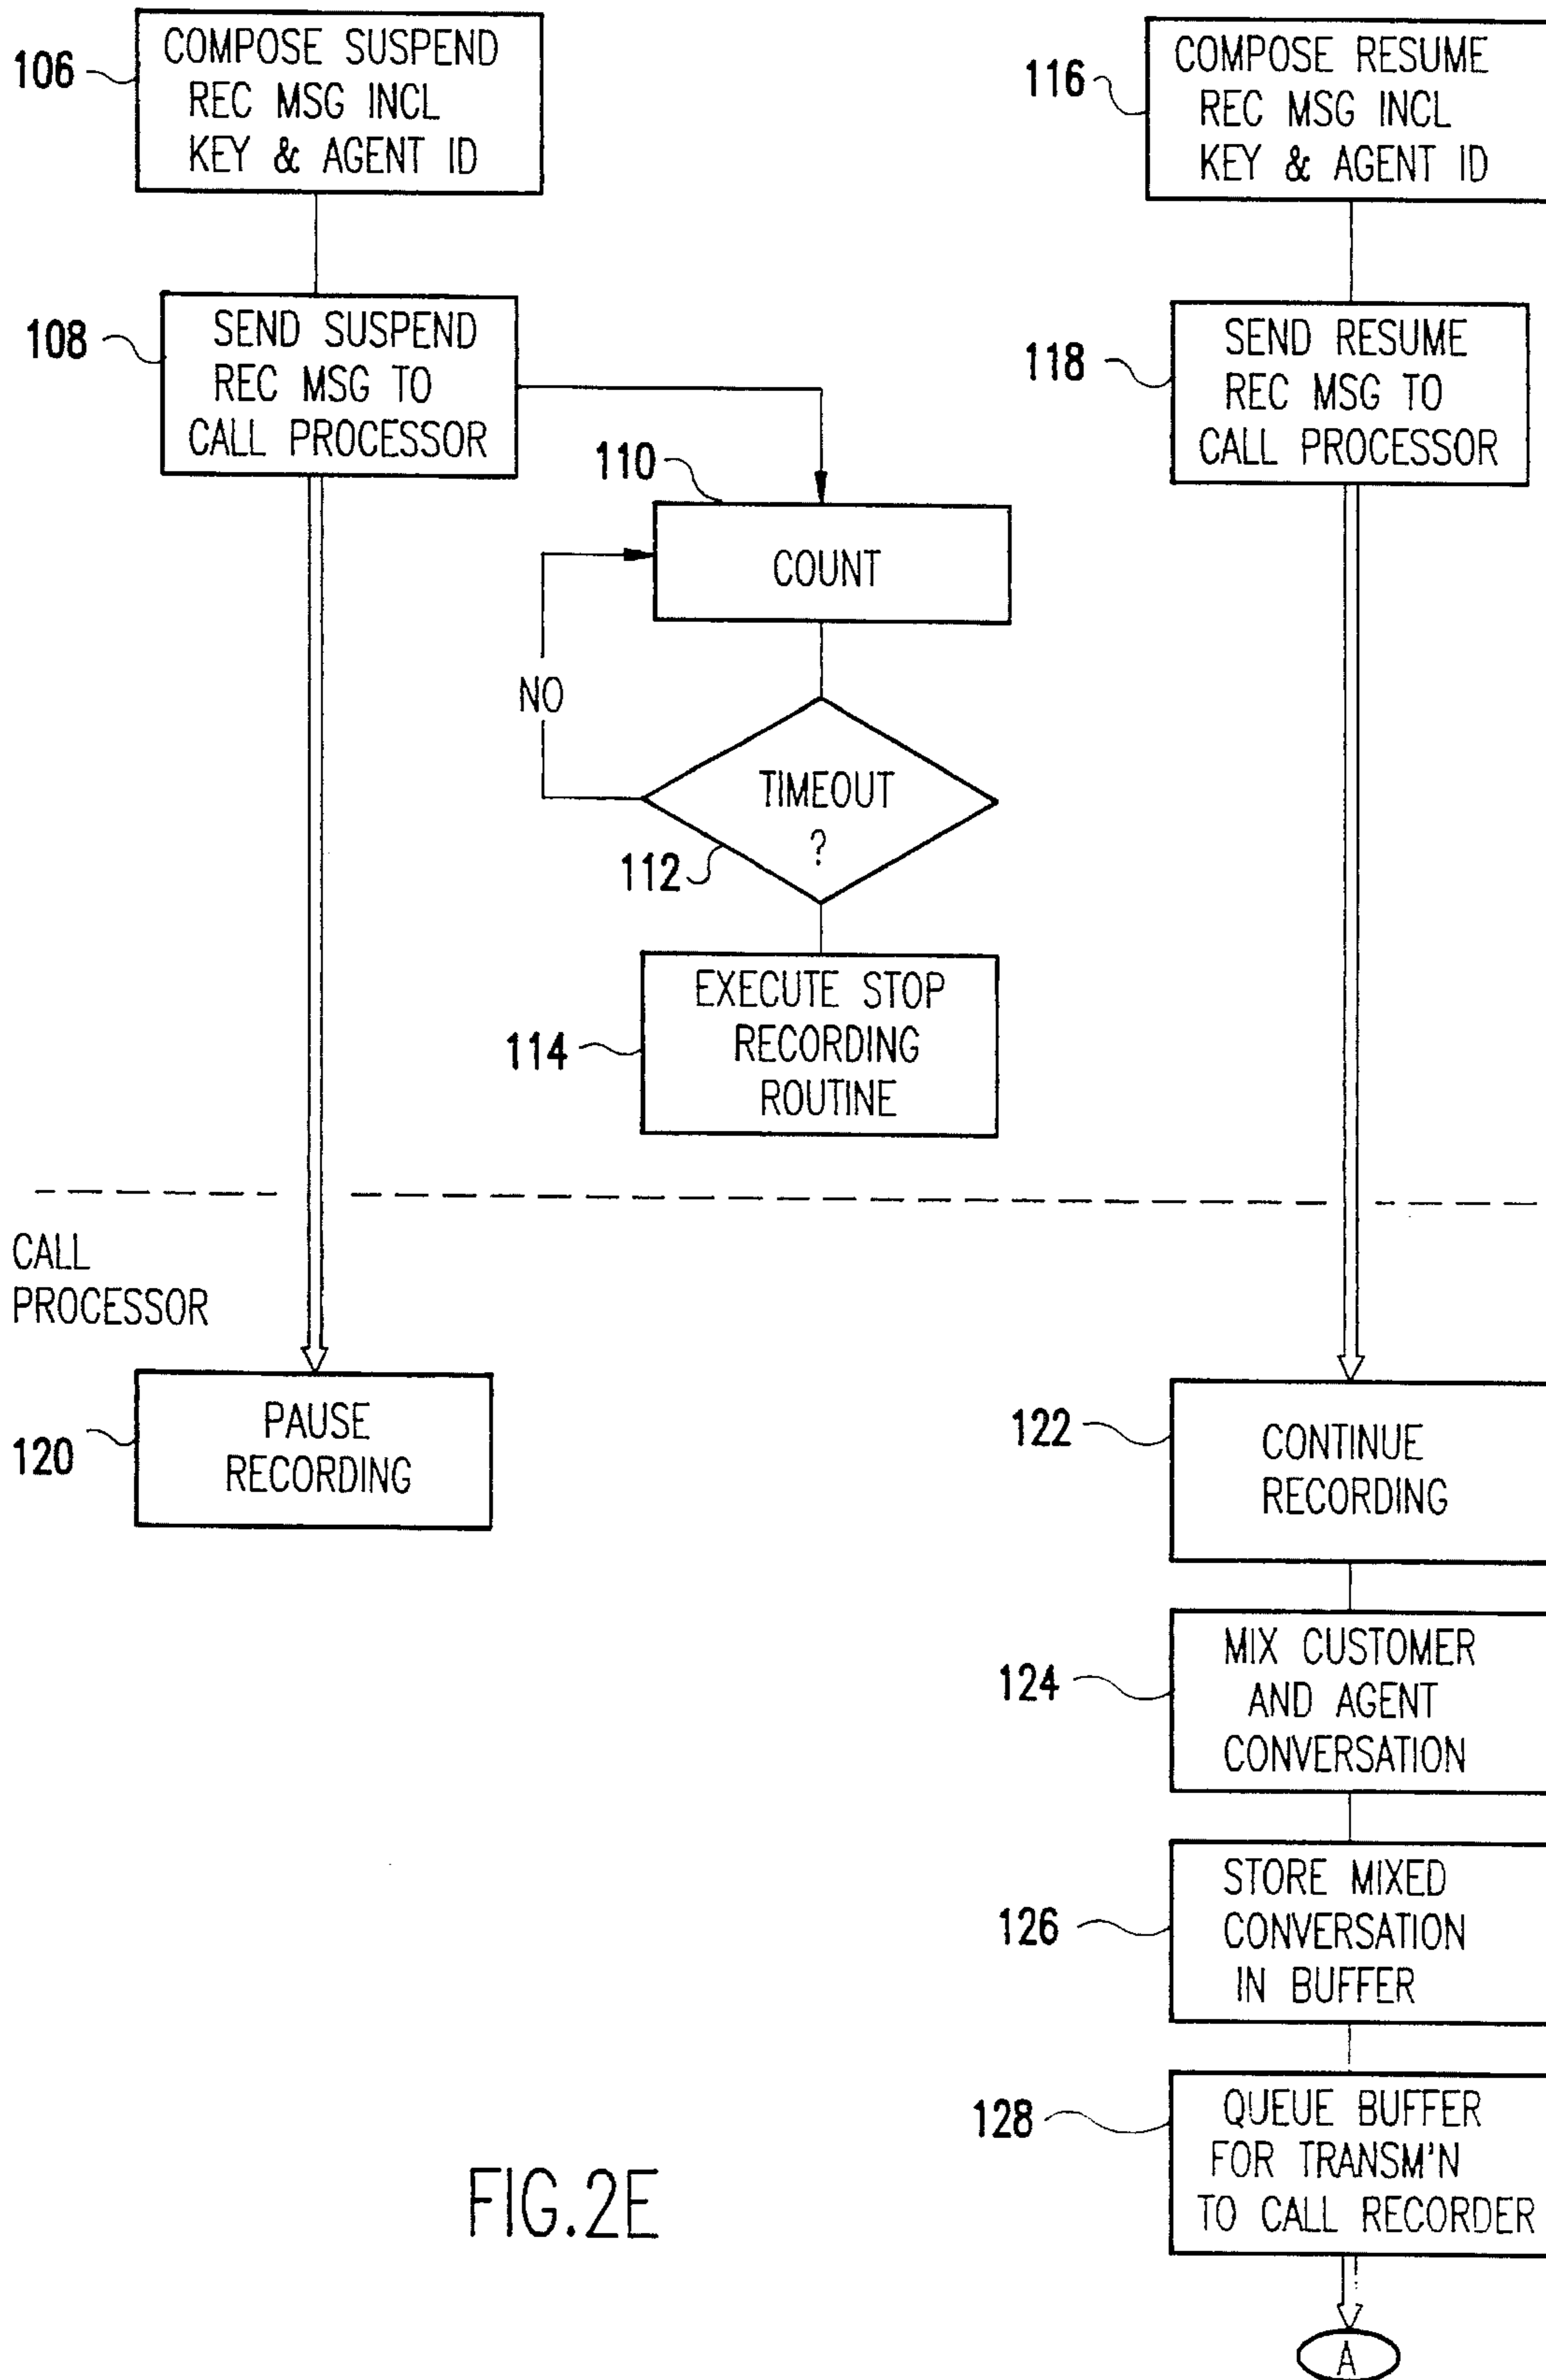 106
COMPOSE SUSPEND
REC MSG INCL
KEY & AGENT ID
108
SEND SUSPEND
REC MSG TO
CALL PROCESSOR
110
COUNT
NO
TIMEOUT
?
112
114
EXECUTE STOP
RECORDING
ROUTINE
116
COMPOSE RESUME
REC MSG INCL
KEY & AGENT ID
118
SEND RESUME
REC MSG TO
CALL PROCESSOR
CALL
PROCESSOR
120
PAUSE
RECORDING
122
CONTINUE
RECORDING
124
MIX CUSTOMER
AND AGENT
CONVERSATION
126
STORE MIXED
CONVERSATION
IN BUFFER
128
QUEUE BUFFER
FOR TRANSM'N
TO CALL RECORDER
A
FIG.2E